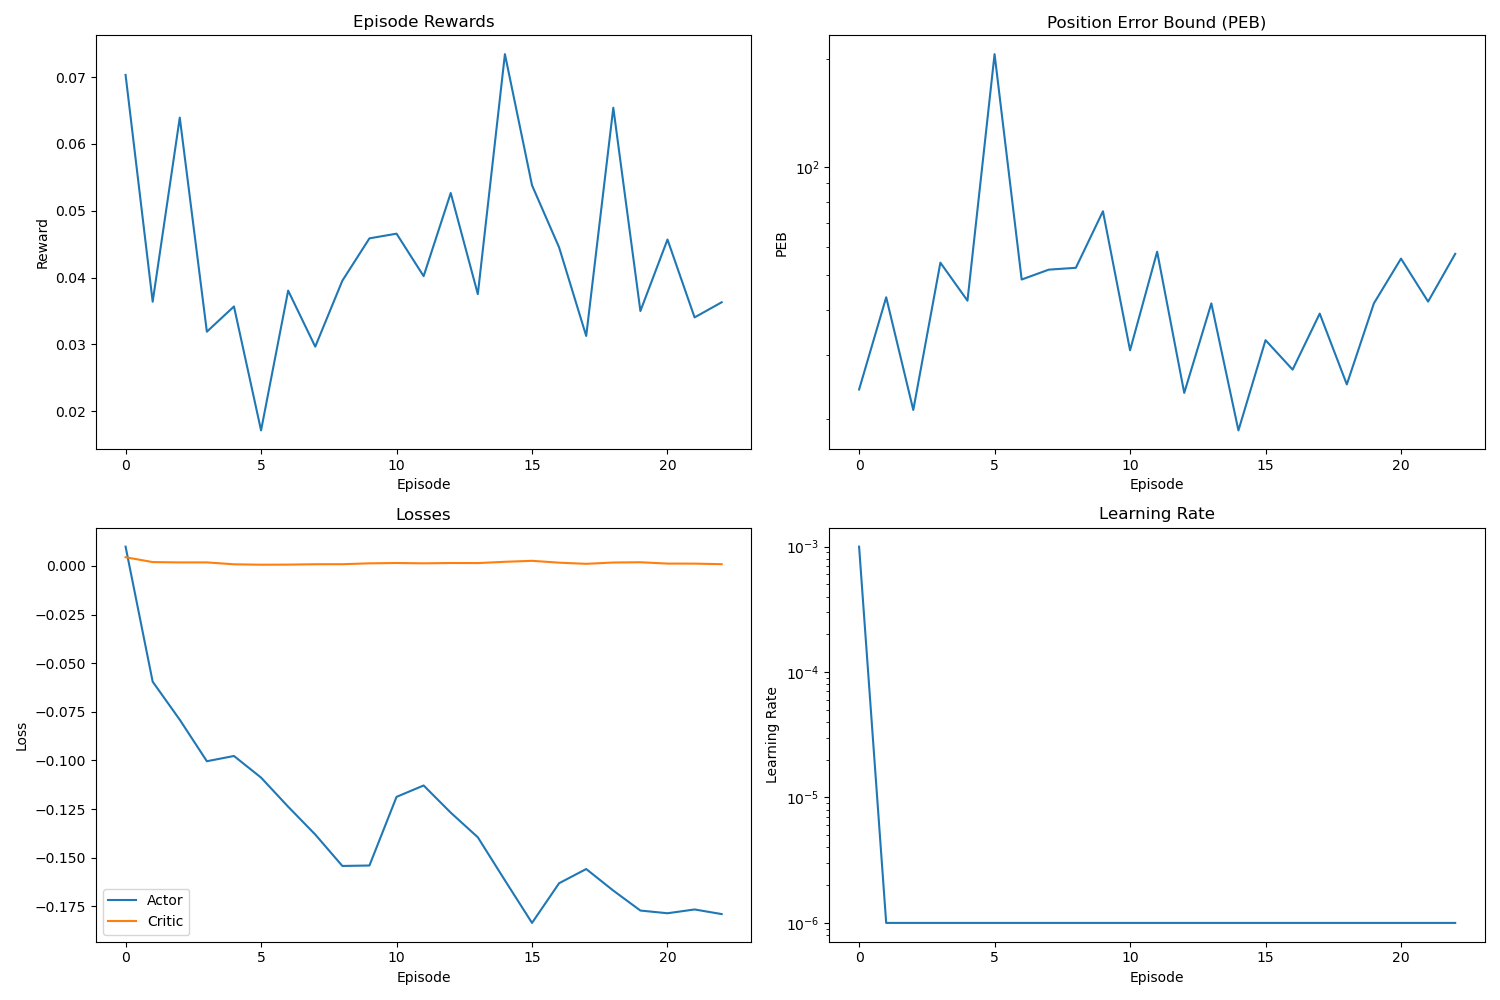 Episode Rewards
Reward
0.07
0.06
0.05
0.04
0.03
0.02
0 5 10 15 20
Episode
Position Error Bound (PEB)
PEB
10²
0 5 10 15 20
Episode
Losses
Loss
0.000
−0.025
−0.050
−0.075
−0.100
−0.125
−0.150
−0.175
Actor
Critic
0 5 10 15 20
Episode
Learning Rate
Learning Rate
10⁻³
10⁻⁴
10⁻⁵
10⁻⁶
0 5 10 15 20
Episode